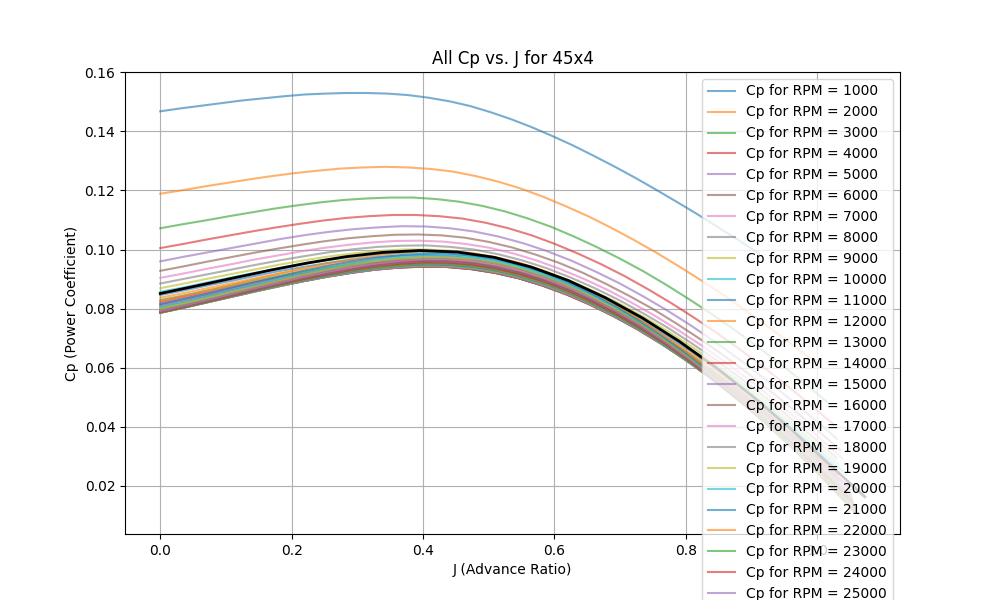 All Cp vs. J for 45x4
Cp (Power Coefficient)
0.16
0.14
0.12
0.10
0.08
0.06
0.04
0.02
0.0
0.2
0.4
0.6
0.8
J (Advance Ratio)
Cp for RPM = 1000
Cp for RPM = 2000
Cp for RPM = 3000
Cp for RPM = 4000
Cp for RPM = 5000
Cp for RPM = 6000
Cp for RPM = 7000
Cp for RPM = 8000
Cp for RPM = 9000
Cp for RPM = 10000
Cp for RPM = 11000
Cp for RPM = 12000
Cp for RPM = 13000
Cp for RPM = 14000
Cp for RPM = 15000
Cp for RPM = 16000
Cp for RPM = 17000
Cp for RPM = 18000
Cp for RPM = 19000
Cp for RPM = 20000
Cp for RPM = 21000
Cp for RPM = 22000
Cp for RPM = 23000
Cp for RPM = 24000
Cp for RPM = 25000